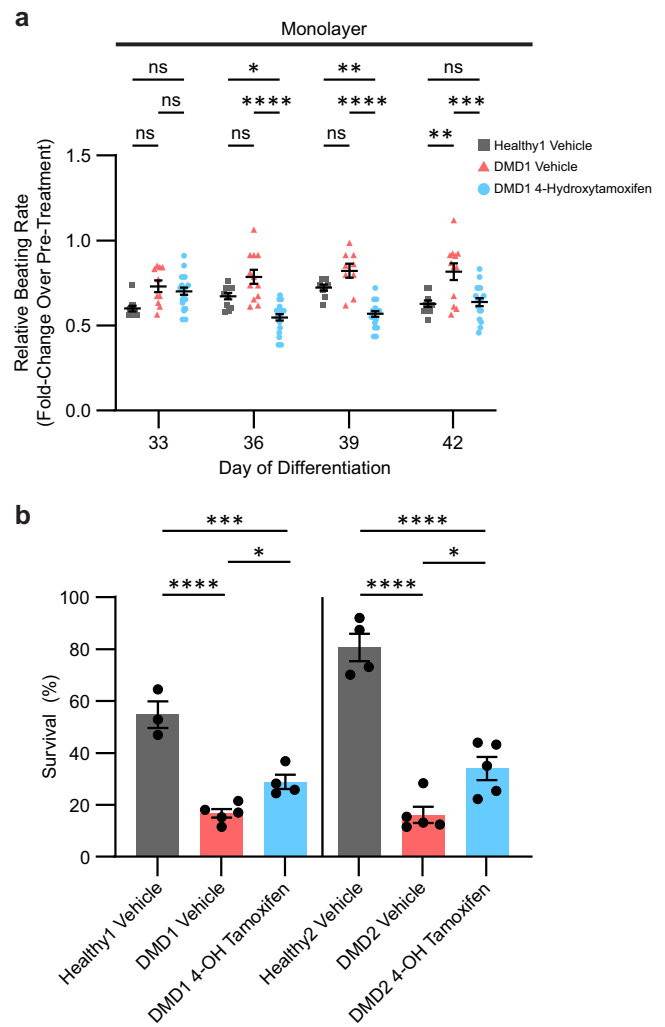 a
Monolayer
ns * ** ns
ns **** **** ***
ns ns ns **
Healthy1 Vehicle
DMD1 Vehicle
DMD1 4-Hydroxytamoxifen
Relative Beating Rate
(Fold-Change Over Pre-Treatment)
1.5
1.0
0.5
0.0
33 36 39 42
Day of Differentiation
b
*** ****
* *
**** ****
Survival (%)
100
80
60
40
20
0
Healthy1 Vehicle
DMD1 Vehicle
DMD1 4-OH Tamoxifen
Healthy2 Vehicle
DMD2 Vehicle
DMD2 4-OH Tamoxifen